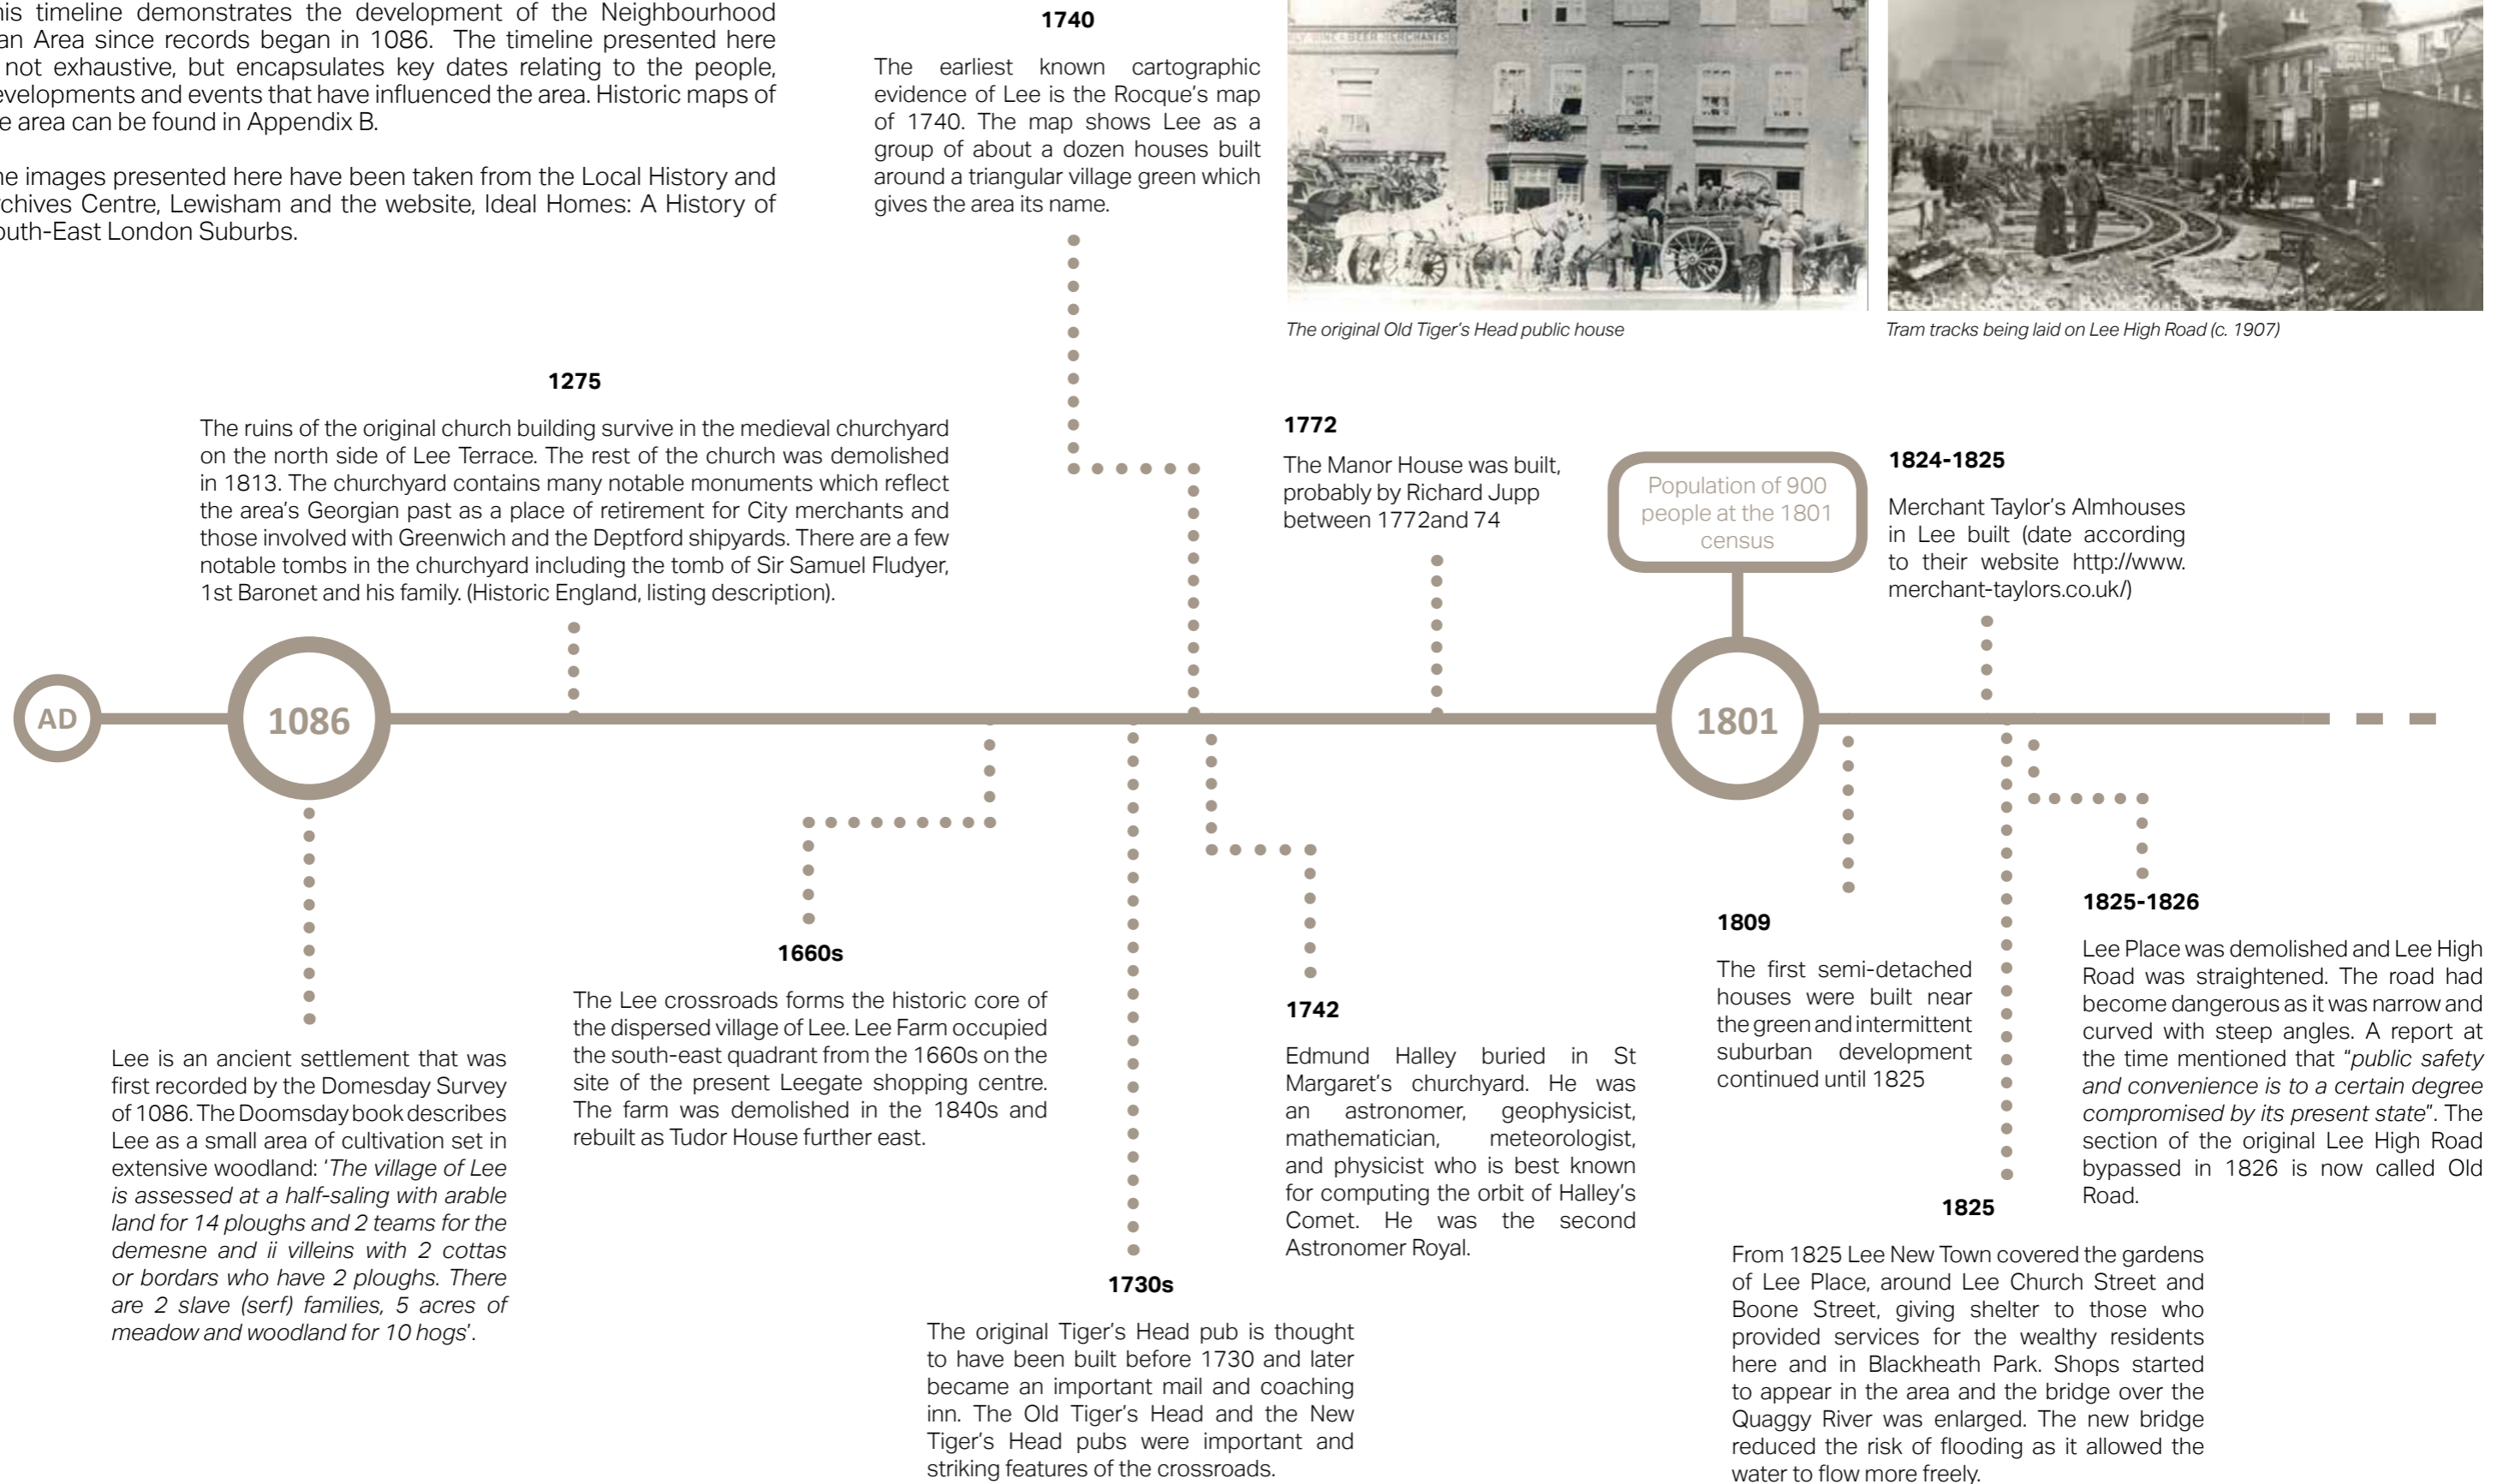 his timeline demonstrates the development of the Neighbourhood
an Area since records began in 1086. The timeline presented here
not exhaustive, but encapsulates key dates relating to the people,
evelopments and events that have influenced the area. Historic maps of
e area can be found in Appendix B.
he images presented here have been taken from the Local History and
rchives Centre, Lewisham and the website, Ideal Homes: A History of
outh-East London Suburbs.
1740
The earliest known cartographic
evidence of Lee is the Rocque's map
of 1740. The map shows Lee as a
group of about a dozen houses built
around a triangular village green which
gives the area its name.
& BEER MERCHANTS
The original Old Tiger's Head public house
Tram tracks being laid on Lee High Road (c. 1907)
1275
The ruins of the original church building survive in the medieval churchyard
on the north side of Lee Terrace. The rest of the church was demolished
in 1813. The churchyard contains many notable monuments which reflect
the area's Georgian past as a place of retirement for City merchants and
those involved with Greenwich and the Deptford shipyards. There are a few
notable tombs in the churchyard including the tomb of Sir Samuel Fludyer,
1st Baronet and his family. (Historic England, listing description).
1772
The Manor House was built,
probably by Richard Jupp
between 1772and 74
Population of 900
people at the 1801
census
1824-1825
Merchant Taylor's Almhouses
in Lee built (date according
to their website http://www.
merchant-taylors.co.uk/)
AD
1086
1801
Lee is an ancient settlement that was
first recorded by the Domesday Survey
of 1086. The Doomsday book describes
Lee as a small area of cultivation set in
extensive woodland: 'The village of Lee
is assessed at a half-saling with arable
land for 14 ploughs and 2 teams for the
demesne and ii villeins with 2 cottas
or bordars who have 2 ploughs. There
are 2 slave (serf) families, 5 acres of
meadow and woodland for 10 hogs'.
1660s
The Lee crossroads forms the historic core of
the dispersed village of Lee. Lee Farm occupied
the south-east quadrant from the 1660s on the
site of the present Leegate shopping centre.
The farm was demolished in the 1840s and
rebuilt as Tudor House further east.
1730s
The original Tiger's Head pub is thought
to have been built before 1730 and later
became an important mail and coaching
inn. The Old Tiger's Head and the New
Tiger's Head pubs were important and
striking features of the crossroads.
1742
Edmund Halley buried in St
Margaret's churchyard. He was
an astronomer, geophysicist,
mathematician, meteorologist,
and physicist who is best known
for computing the orbit of Halley's
Comet. He was the second
Astronomer Royal.
1809
The first semi-detached
houses were built near
the green and intermittent
suburban development
continued until 1825
1825
From 1825 Lee New Town covered the gardens
of Lee Place, around Lee Church Street and
Boone Street, giving shelter to those who
provided services for the wealthy residents
here and in Blackheath Park. Shops started
to appear in the area and the bridge over the
Quaggy River was enlarged. The new bridge
reduced the risk of flooding as it allowed the
water to flow more freely.
1825-1826
Lee Place was demolished and Lee High
Road was straightened. The road had
become dangerous as it was narrow and
curved with steep angles. A report at
the time mentioned that "public safety
and convenience is to a certain degree
compromised by its present state". The
section of the original Lee High Road
bypassed in 1826 is now called Old
Road.